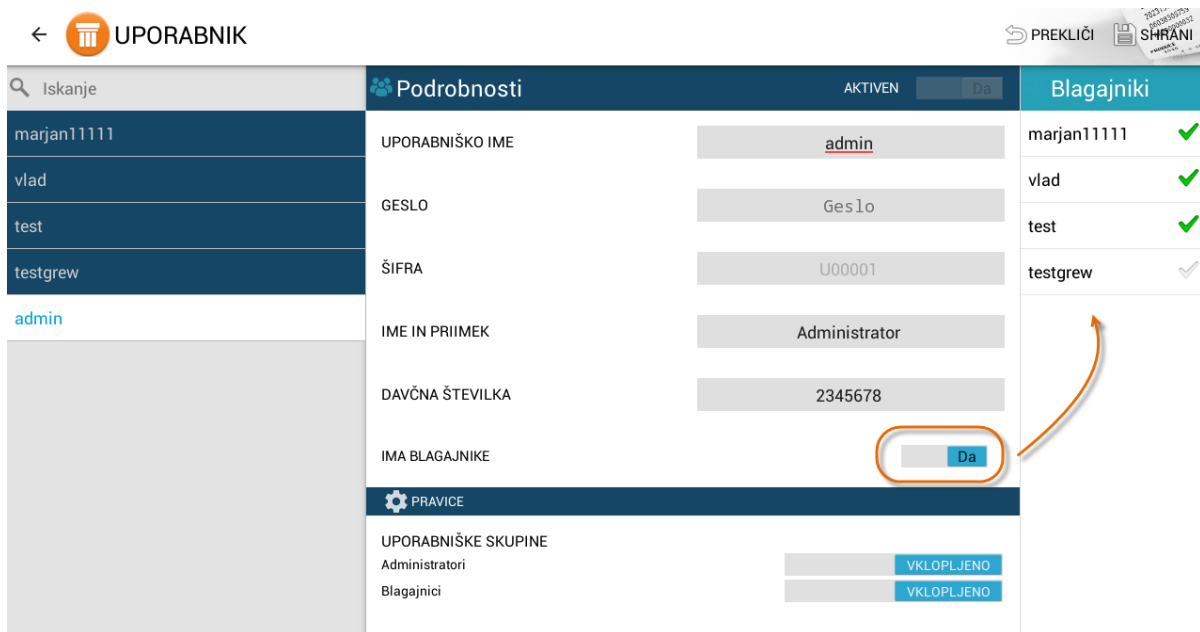 UPORABNIK
PREKLIČI
SHRANI
Iskanje
marjan11111
vlad
test
testgrew
admin
Podrobnosti
AKTIVEN Da
UPORABNIŠKO IME admin
GESLO Geslo
ŠIFRA U00001
IME IN PRIIMEK Administrator
DAVČNA ŠTEVILKA 2345678
IMA BLAGAJNIKE Da
PRAVICE
UPORABNIŠKE SKUPINE
Administratori VKLOPLJENO
Blagajnici VKLOPLJENO
Blagajniki
marjan11111
vlad
test
testgrew